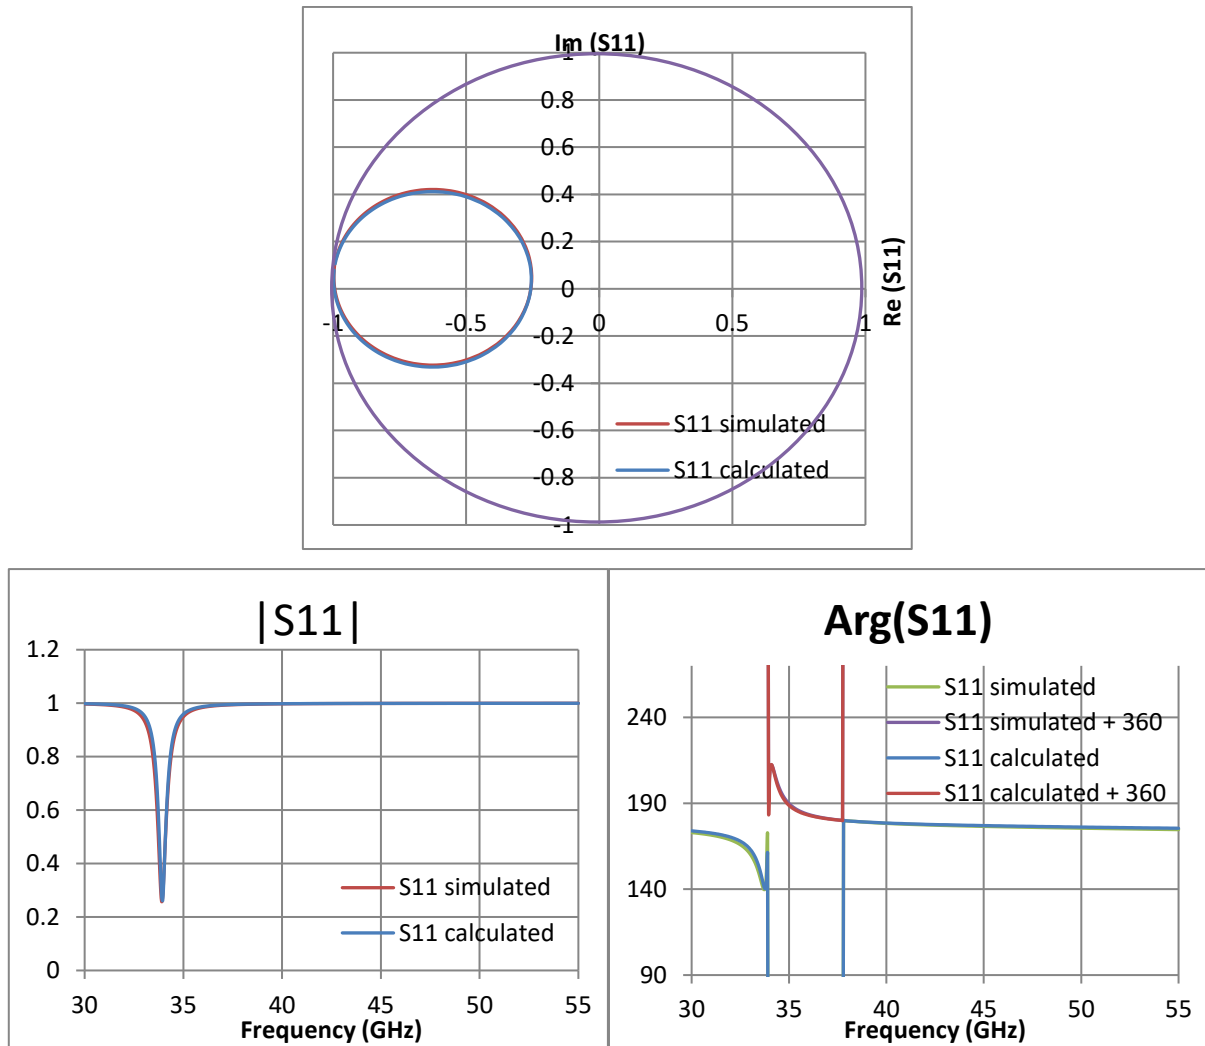 Im (S11)
1
0.8
0.6
0.4
0.2
0
-0.2
-0.4
-0.6
-0.8
-1
-1
-0.5
0
0.5
1
Re (S11)
S11 simulated
S11 calculated
|S11|
1.2
1
0.8
0.6
0.4
0.2
0
30
35
40
45
50
55
Frequency (GHz)
S11 simulated
S11 calculated
Arg(S11)
240
190
140
90
30
35
40
45
50
55
Frequency (GHz)
S11 simulated
S11 simulated + 360
S11 calculated
S11 calculated + 360